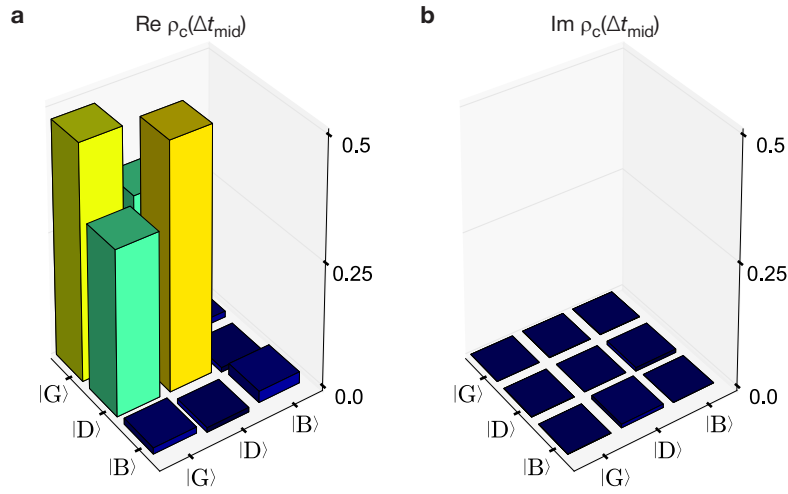 a
Re ρc(Δtmid)
0.5
0.25
0.0
|G⟩
|D⟩
|B⟩
|G⟩
|D⟩
|B⟩
b
Im ρc(Δtmid)
0.5
0.25
0.0
|G⟩
|D⟩
|B⟩
|G⟩
|D⟩
|B⟩